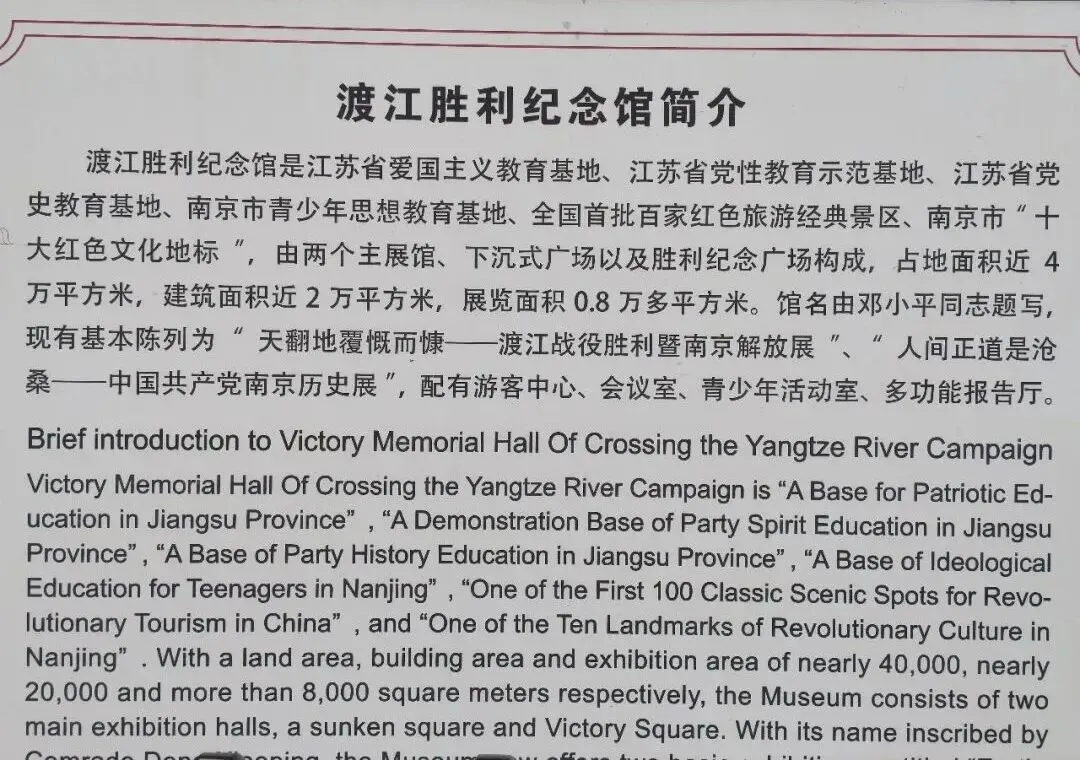 渡江胜利纪念馆简介
渡江胜利纪念馆是江苏省爱国主义教育基地、江苏省党性教育示范基地、江苏省党
史教育基地、南京市青少年思想教育基地、全国首批百家红色旅游经典景区、南京市“十
大红色文化地标”，由两个主展馆、下沉式广场以及胜利纪念广场构成，占地面积近 4
万平方米，建筑面积近 2 万平方米，展览面积 0.8 万多平方米。馆名由邓小平同志题写，
现有基本陈列为“天翻地覆慨而慷——渡江战役胜利暨南京解放展”、“人间正道是沧
桑——中国共产党南京历史展”，配有游客中心、会议室、青少年活动室、多功能报告厅。
Brief introduction to Victory Memorial Hall Of Crossing the Yangtze River Campaign
Victory Memorial Hall Of Crossing the Yangtze River Campaign is “A Base for Patriotic Ed-
ucation in Jiangsu Province” , “A Demonstration Base of Party Spirit Education in Jiangsu
Province” , “A Base of Party History Education in Jiangsu Province” , “A Base of Ideological
Education for Teenagers in Nanjing” , “One of the First 100 Classic Scenic Spots for Revo-
lutionary Tourism in China” , and “One of the Ten Landmarks of Revolutionary Culture in
Nanjing” . With a land area, building area and exhibition area of nearly 40,000, nearly
20,000 and more than 8,000 square meters respectively, the Museum consists of two
main exhibition halls, a sunken square and Victory Square. With its name inscribed by
the